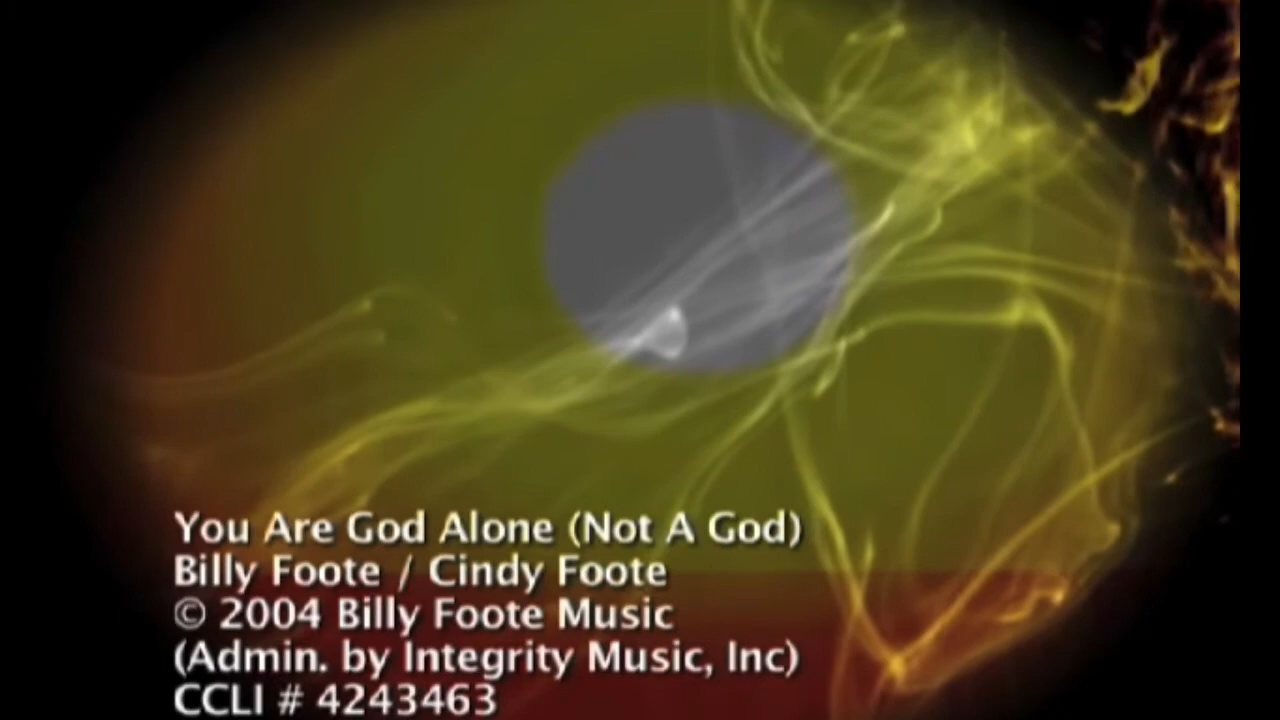 You Are God Alone (Not A God)
Billy Foote / Cindy Foote
© 2004 Billy Foote Music
(Admin. by Integrity Music, Inc)
CCLI # 4243463